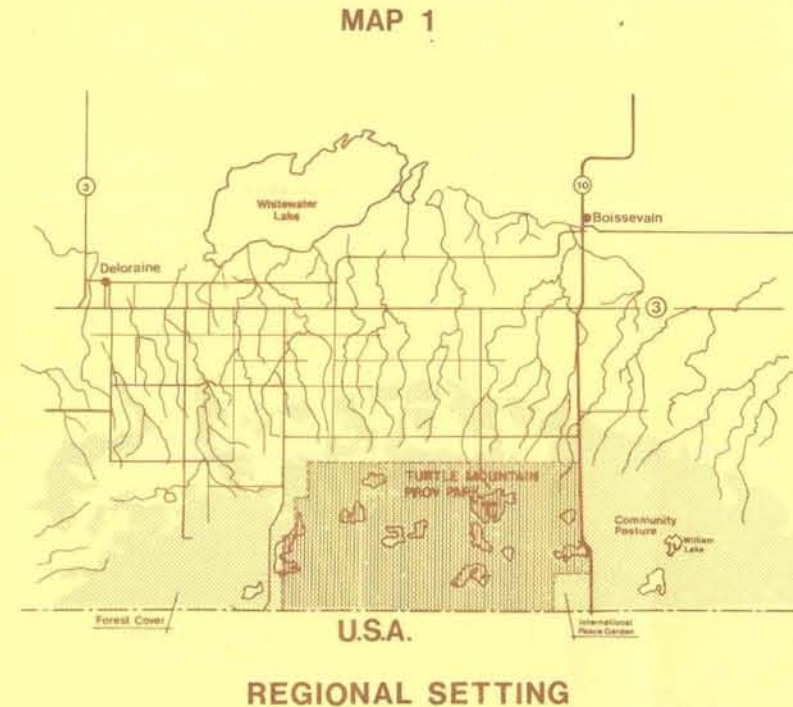 MAP 1
3
10
Whitewater
Lake
Boissevain
Deloraine
3
TURTLE MOUNTAIN
PROV PARK
Community
Pasture
William
Lake
Forest Cover
International
Peace Garden
U.S.A.
REGIONAL SETTING